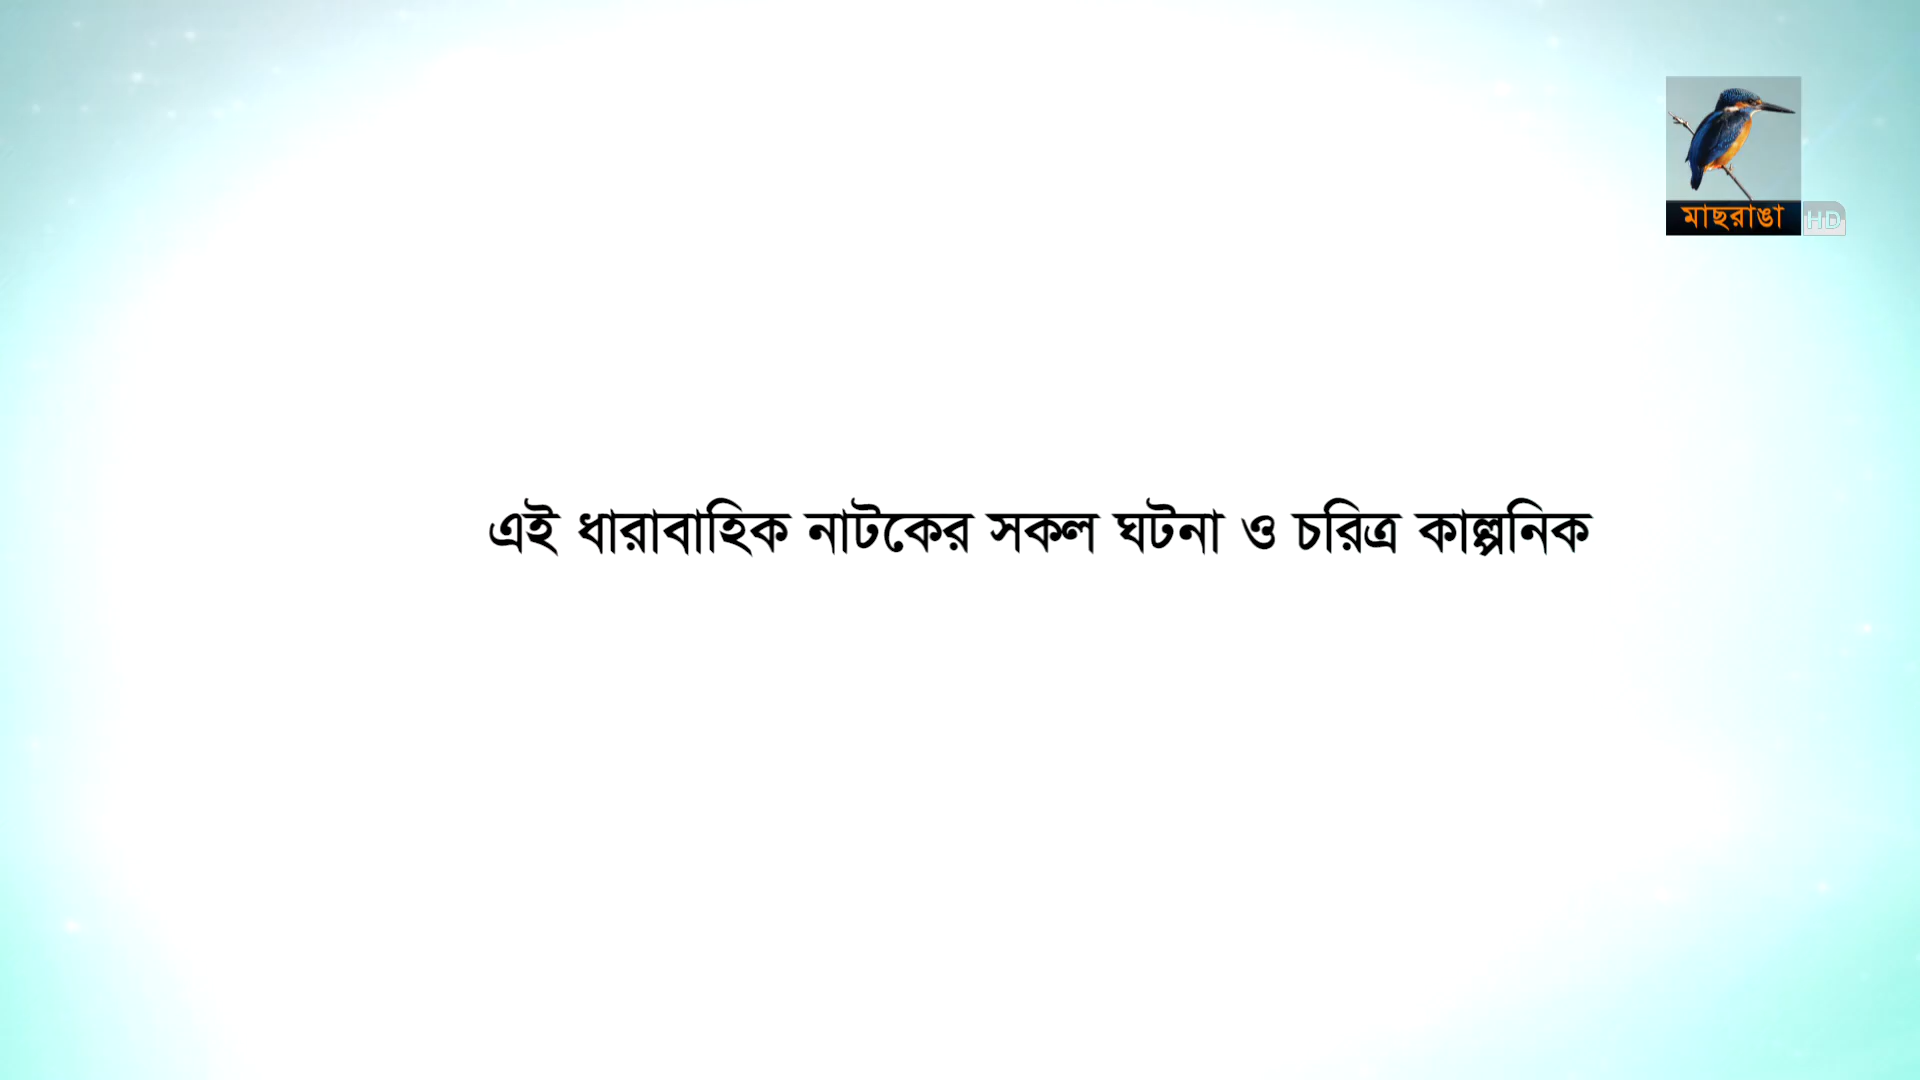 মাছরাঙা HD
এই ধারাবাহিক নাটকের সকল ঘটনা ও চরিত্র কাল্পনিক